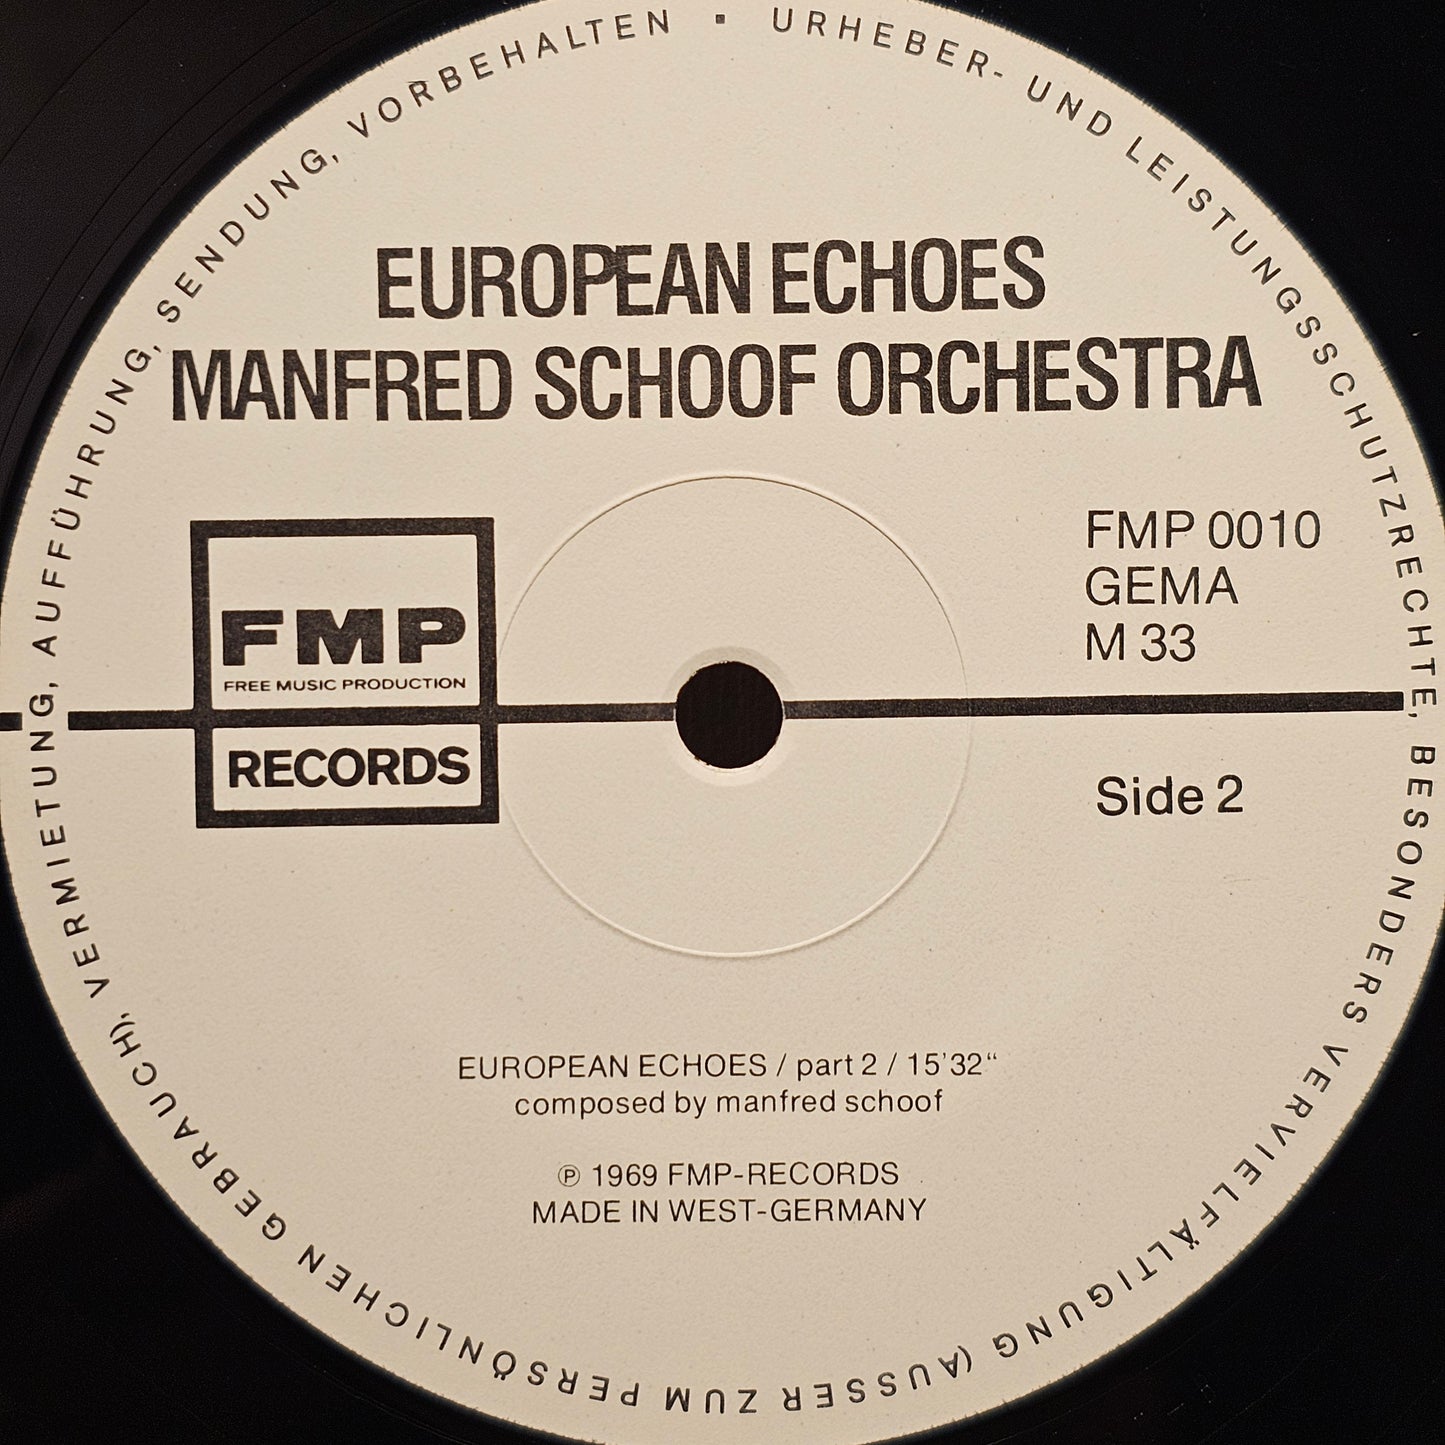 URHEBER- UND LEISTUNGSSCHUTZRECHTE, BESONDERS VERVIELFÄLTIGUNG (AUSSER ZUM PERSÖNLICHEN GEBRAUCH), VERMIETUNG, AUFFÜHRUNG, SENDUNG, VORBEHALTEN ▪
EUROPEAN ECHOES
MANFRED SCHOOF ORCHESTRA
FMP
FREE MUSIC PRODUCTION
RECORDS
FMP 0010
GEMA
M 33
Side 2
EUROPEAN ECHOES / part 2 / 15'32“
composed by manfred schoof
℗ 1969 FMP-RECORDS
MADE IN WEST-GERMANY